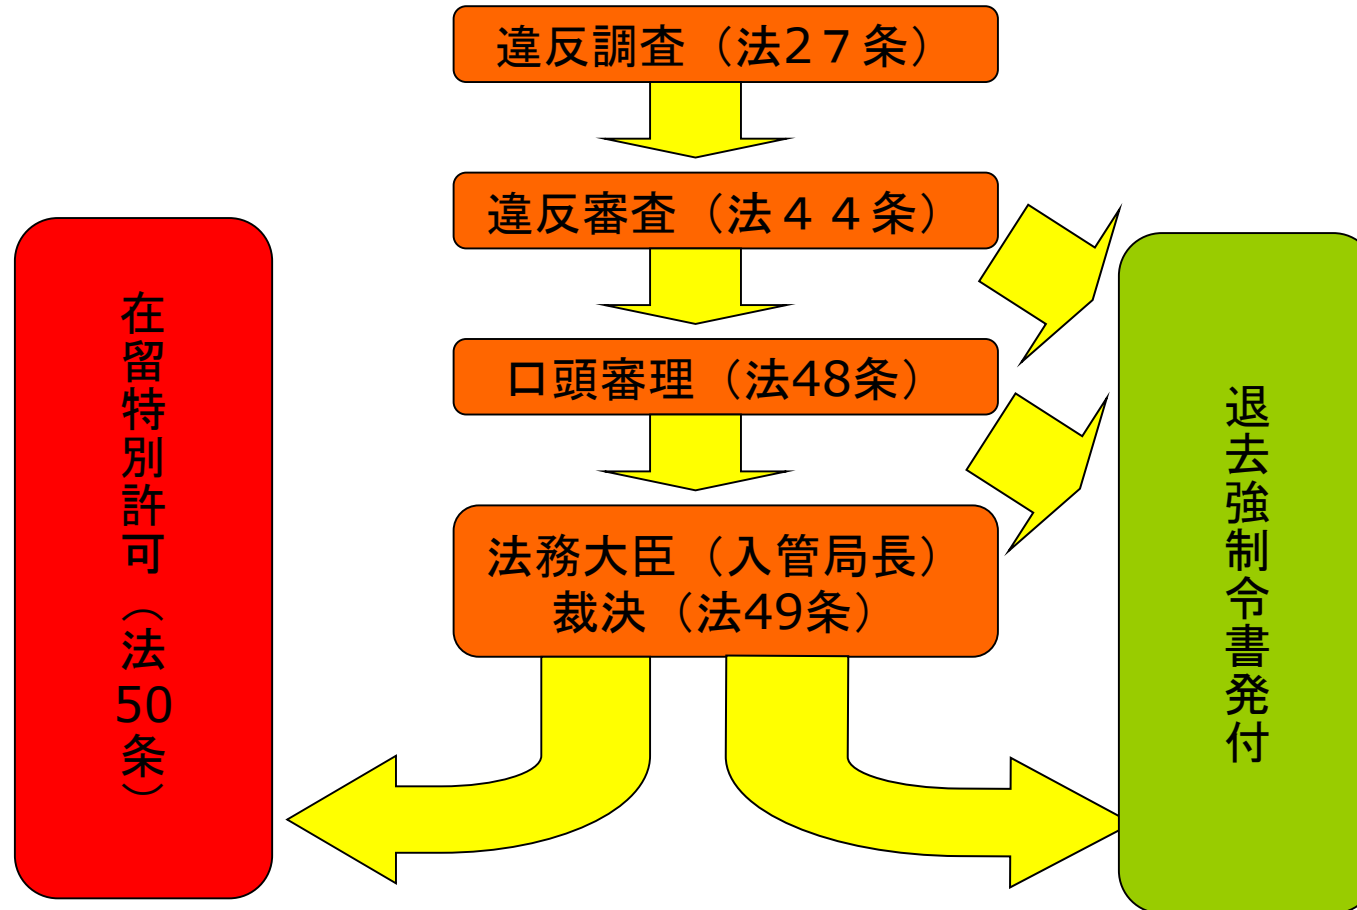 違反調査（法2７条）
違反審査（法４４条）
口頭審理（法48条）
法務大臣（入管局長）
裁決（法49条）
在留特別許可（法50条）
退去強制令書発付